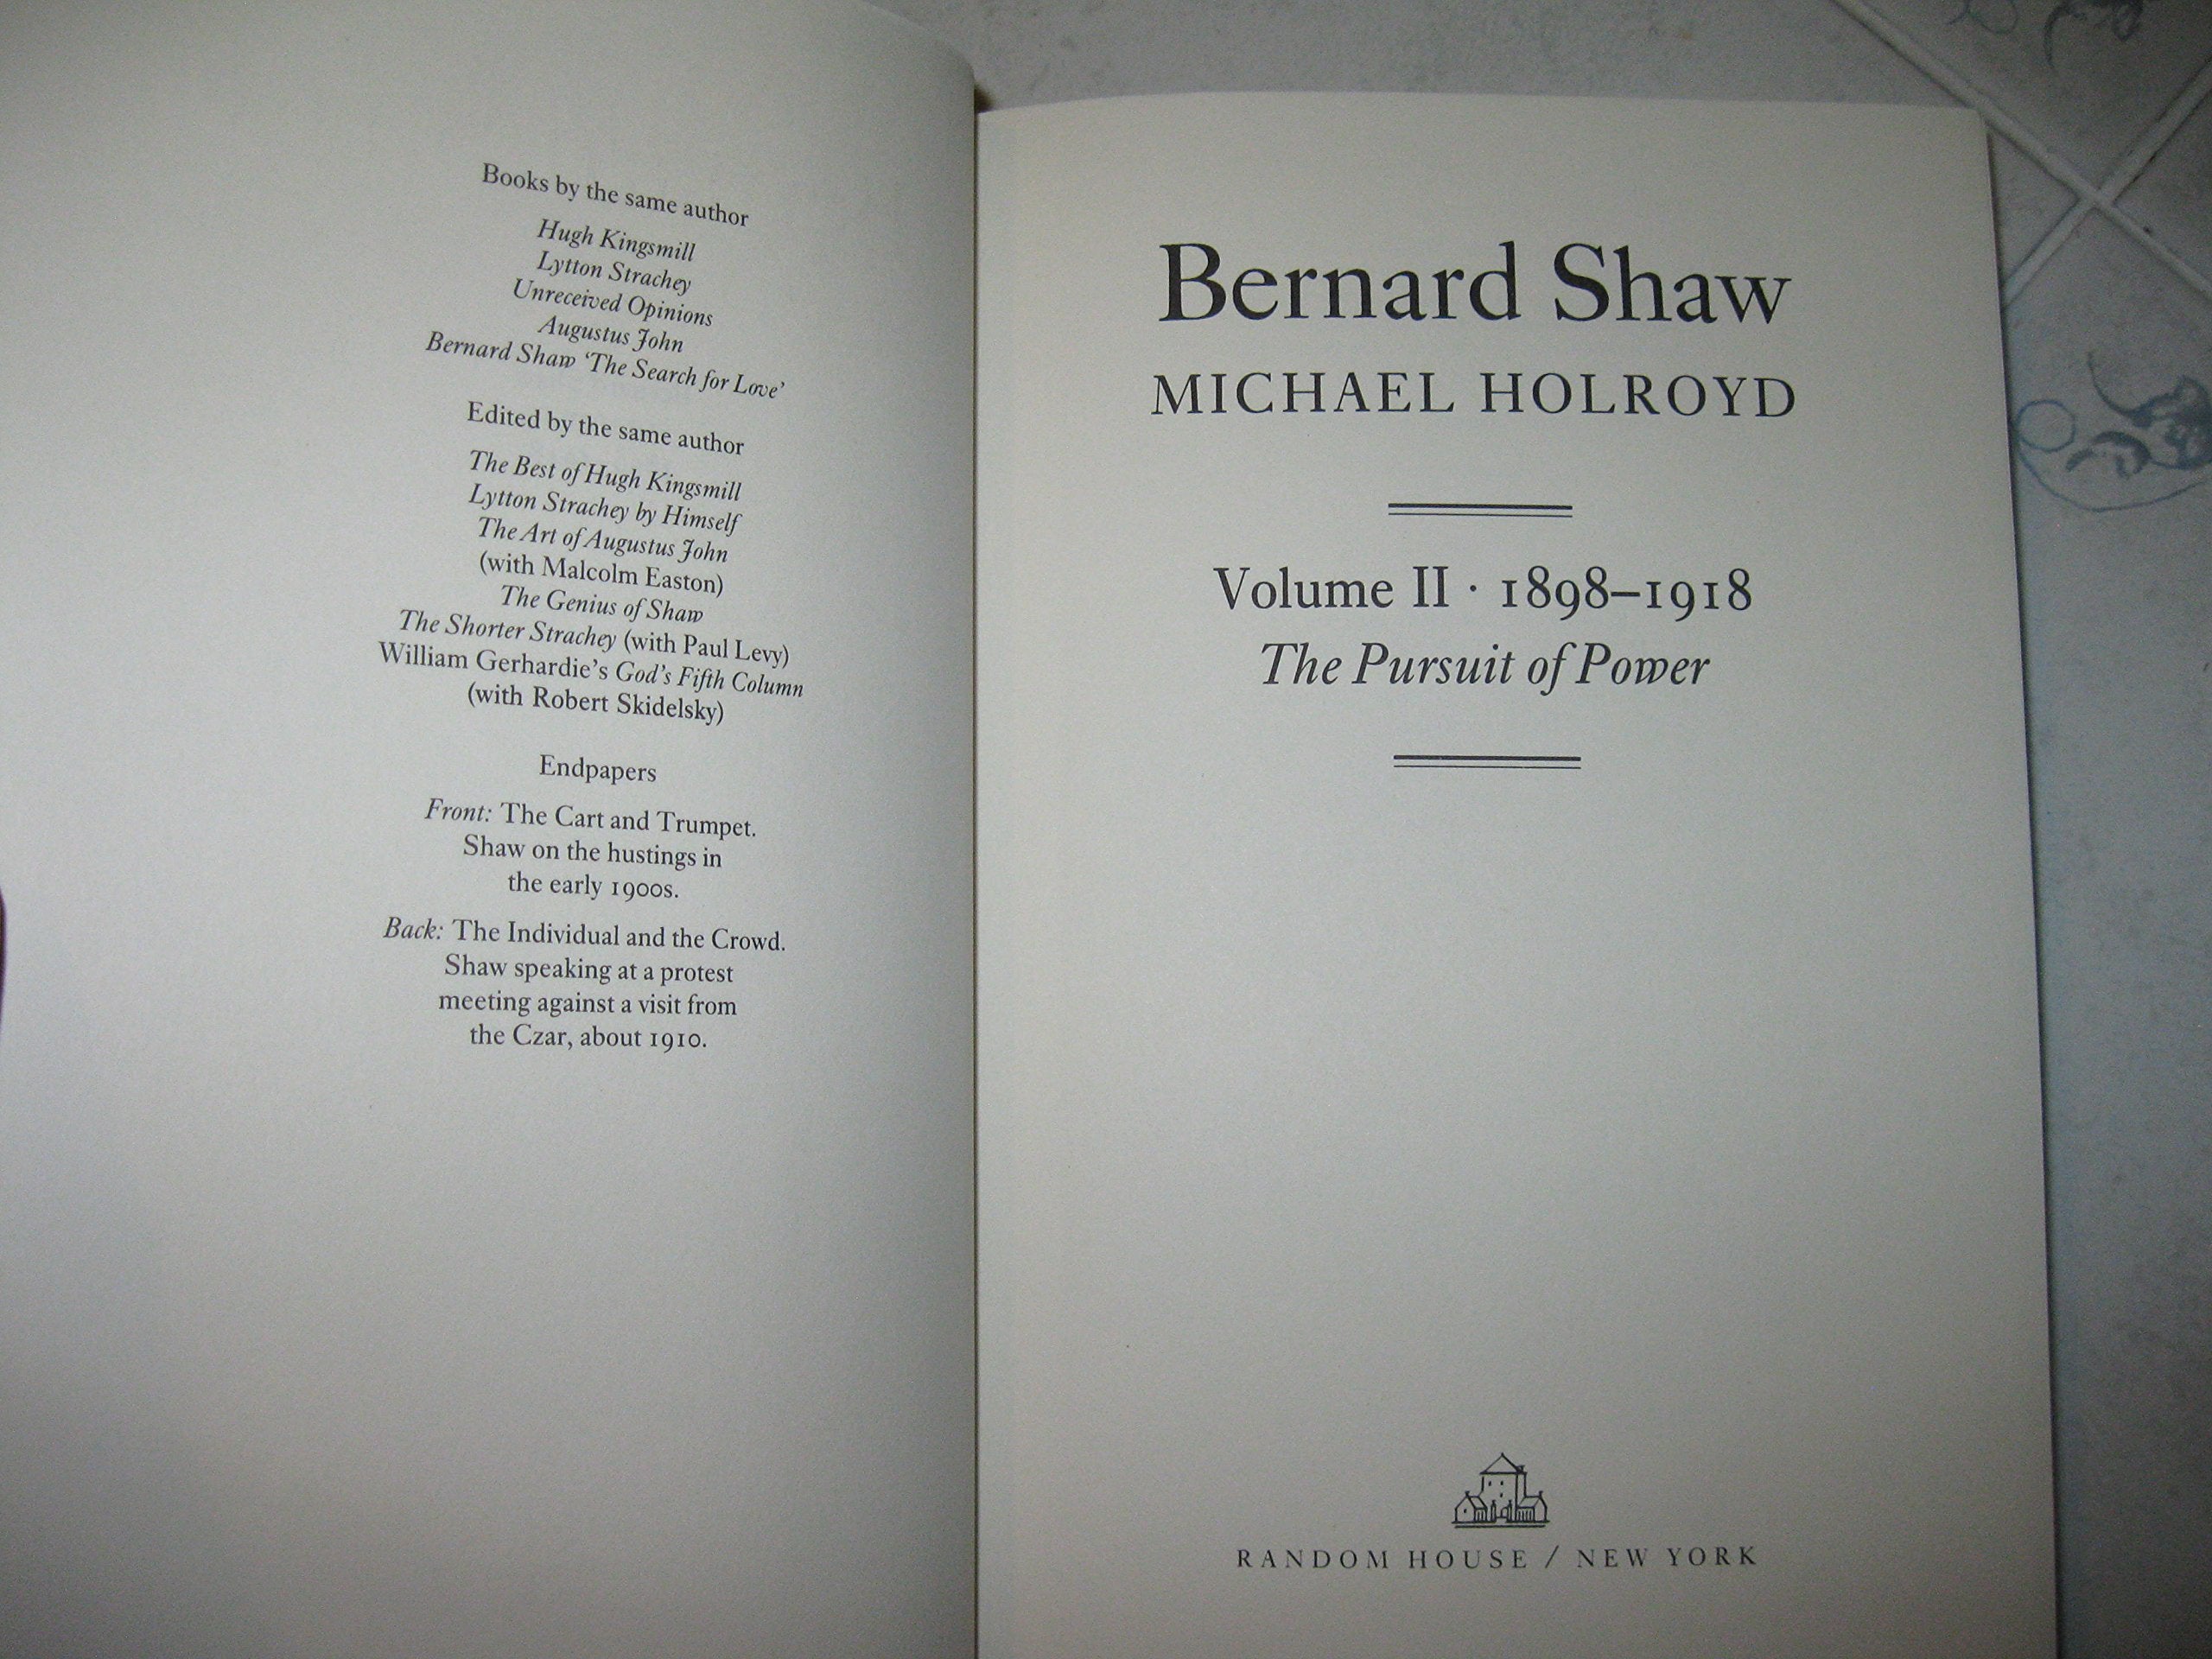 Books by the same author
Hugh Kingsmill
Lytton Strachey
Unreceived Opinions
Augustus John
Bernard Shaw ‘The Search for Love’
Edited by the same author
The Best of Hugh Kingsmill
Lytton Strachey by Himself
The Art of Augustus John
(with Malcolm Easton)
The Genius of Shaw
The Shorter Strachey (with Paul Levy)
William Gerhardie’s God’s Fifth Column
(with Robert Skidelsky)
Endpapers
Front: The Cart and Trumpet.
Shaw on the hustings in
the early 1900s.
Back: The Individual and the Crowd.
Shaw speaking at a protest
meeting against a visit from
the Czar, about 1910.
Bernard Shaw
MICHAEL HOLROYD
Volume II · 1898–1918
The Pursuit of Power
RANDOM HOUSE / NEW YORK